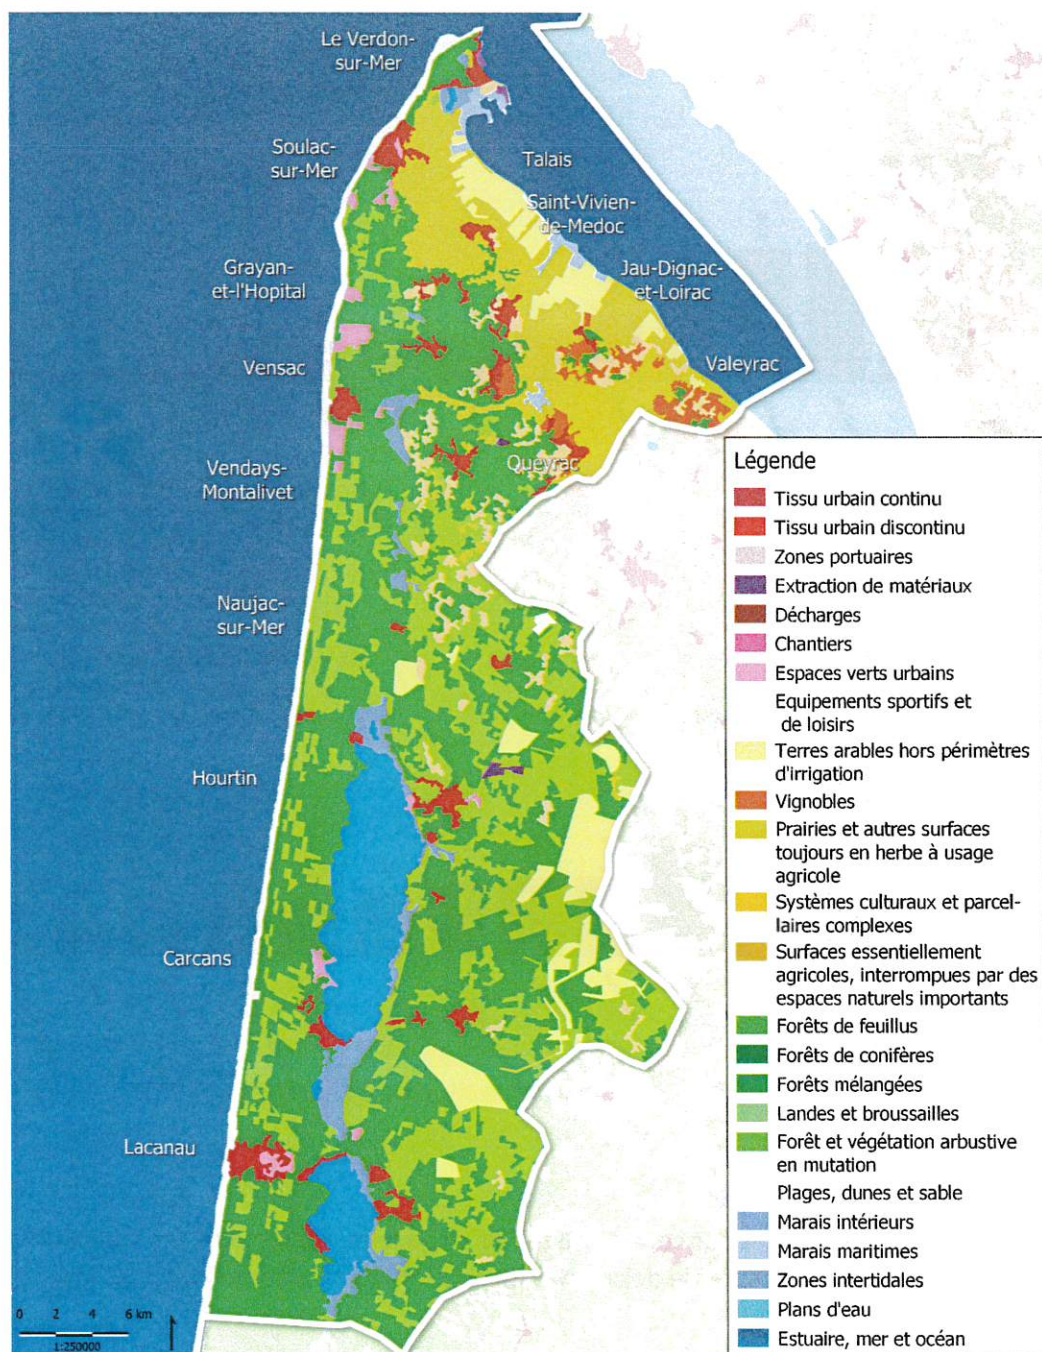 Le Verdon-
sur-Mer
Soulac-
sur-Mer
Talais
Saint-Vivien-
de-Medoc
Grayan-
et-l'Hopital
Jau-Dignac-
et-Loirac
Vensac
Valeyrac
Vendays-
Montalivet
Queyrac
Naujac-
sur-Mer
Hourtin
Carcans
Lacanau
0 2 4 6 km
1:250000
Légende
Tissu urbain continu
Tissu urbain discontinu
Zones portuaires
Extraction de matériaux
Décharges
Chantiers
Espaces verts urbains
Equipements sportifs et
de loisirs
Terres arables hors périmètres
d'irrigation
Vignobles
Prairies et autres surfaces
toujours en herbe à usage
agricole
Systèmes culturaux et parcel-
laires complexes
Surfaces essentiellement
agricoles, interrompues par des
espaces naturels importants
Forêts de feuillus
Forêts de conifères
Forêts mélangées
Landes et broussailles
Forêt et végétation arbustive
en mutation
Plages, dunes et sable
Marais intérieurs
Marais maritimes
Zones intertidales
Plans d'eau
Estuaire, mer et océan